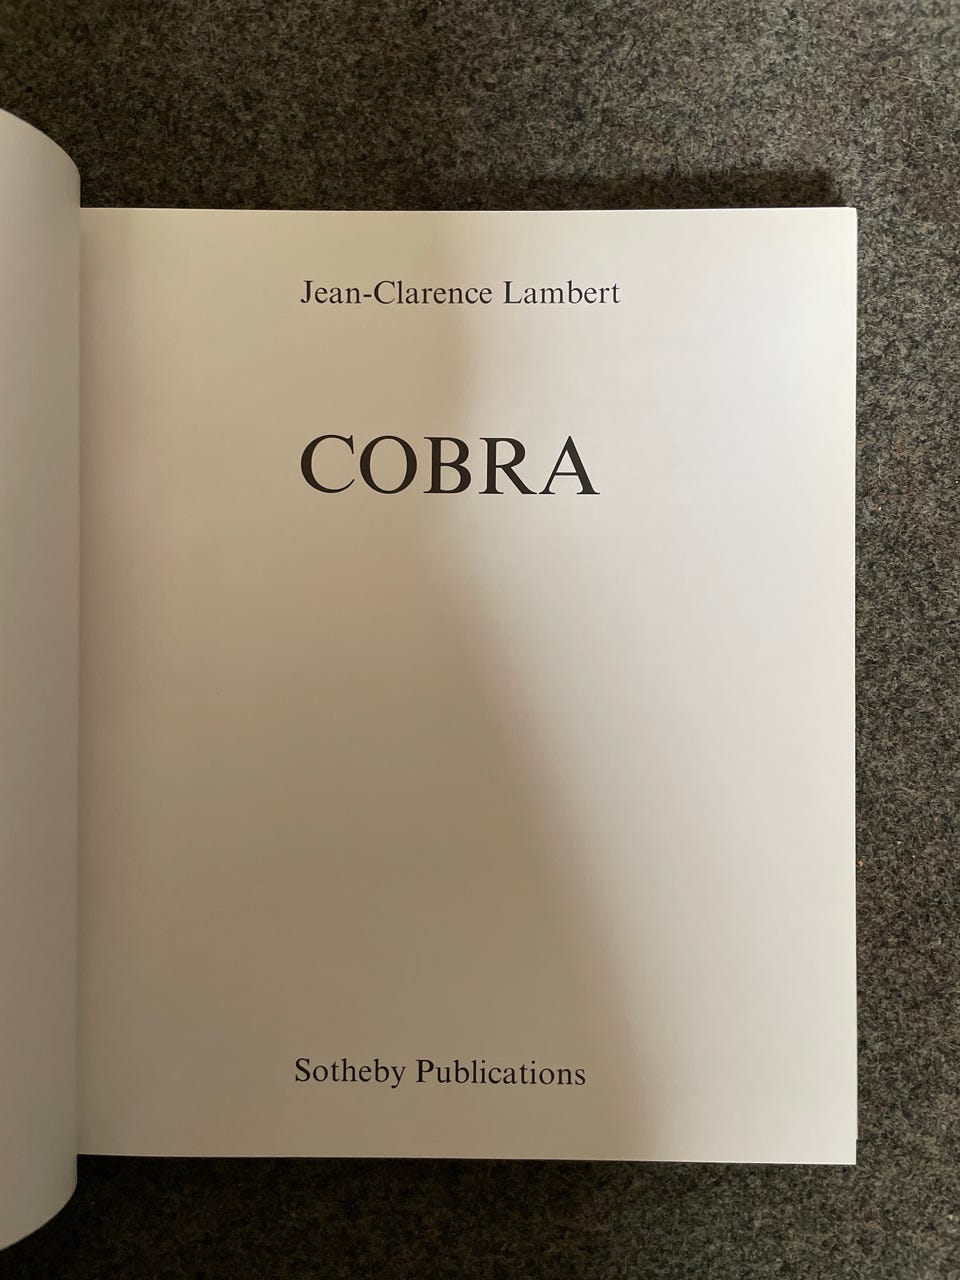 Jean-Clarence Lambert
COBRA
Sotheby Publications